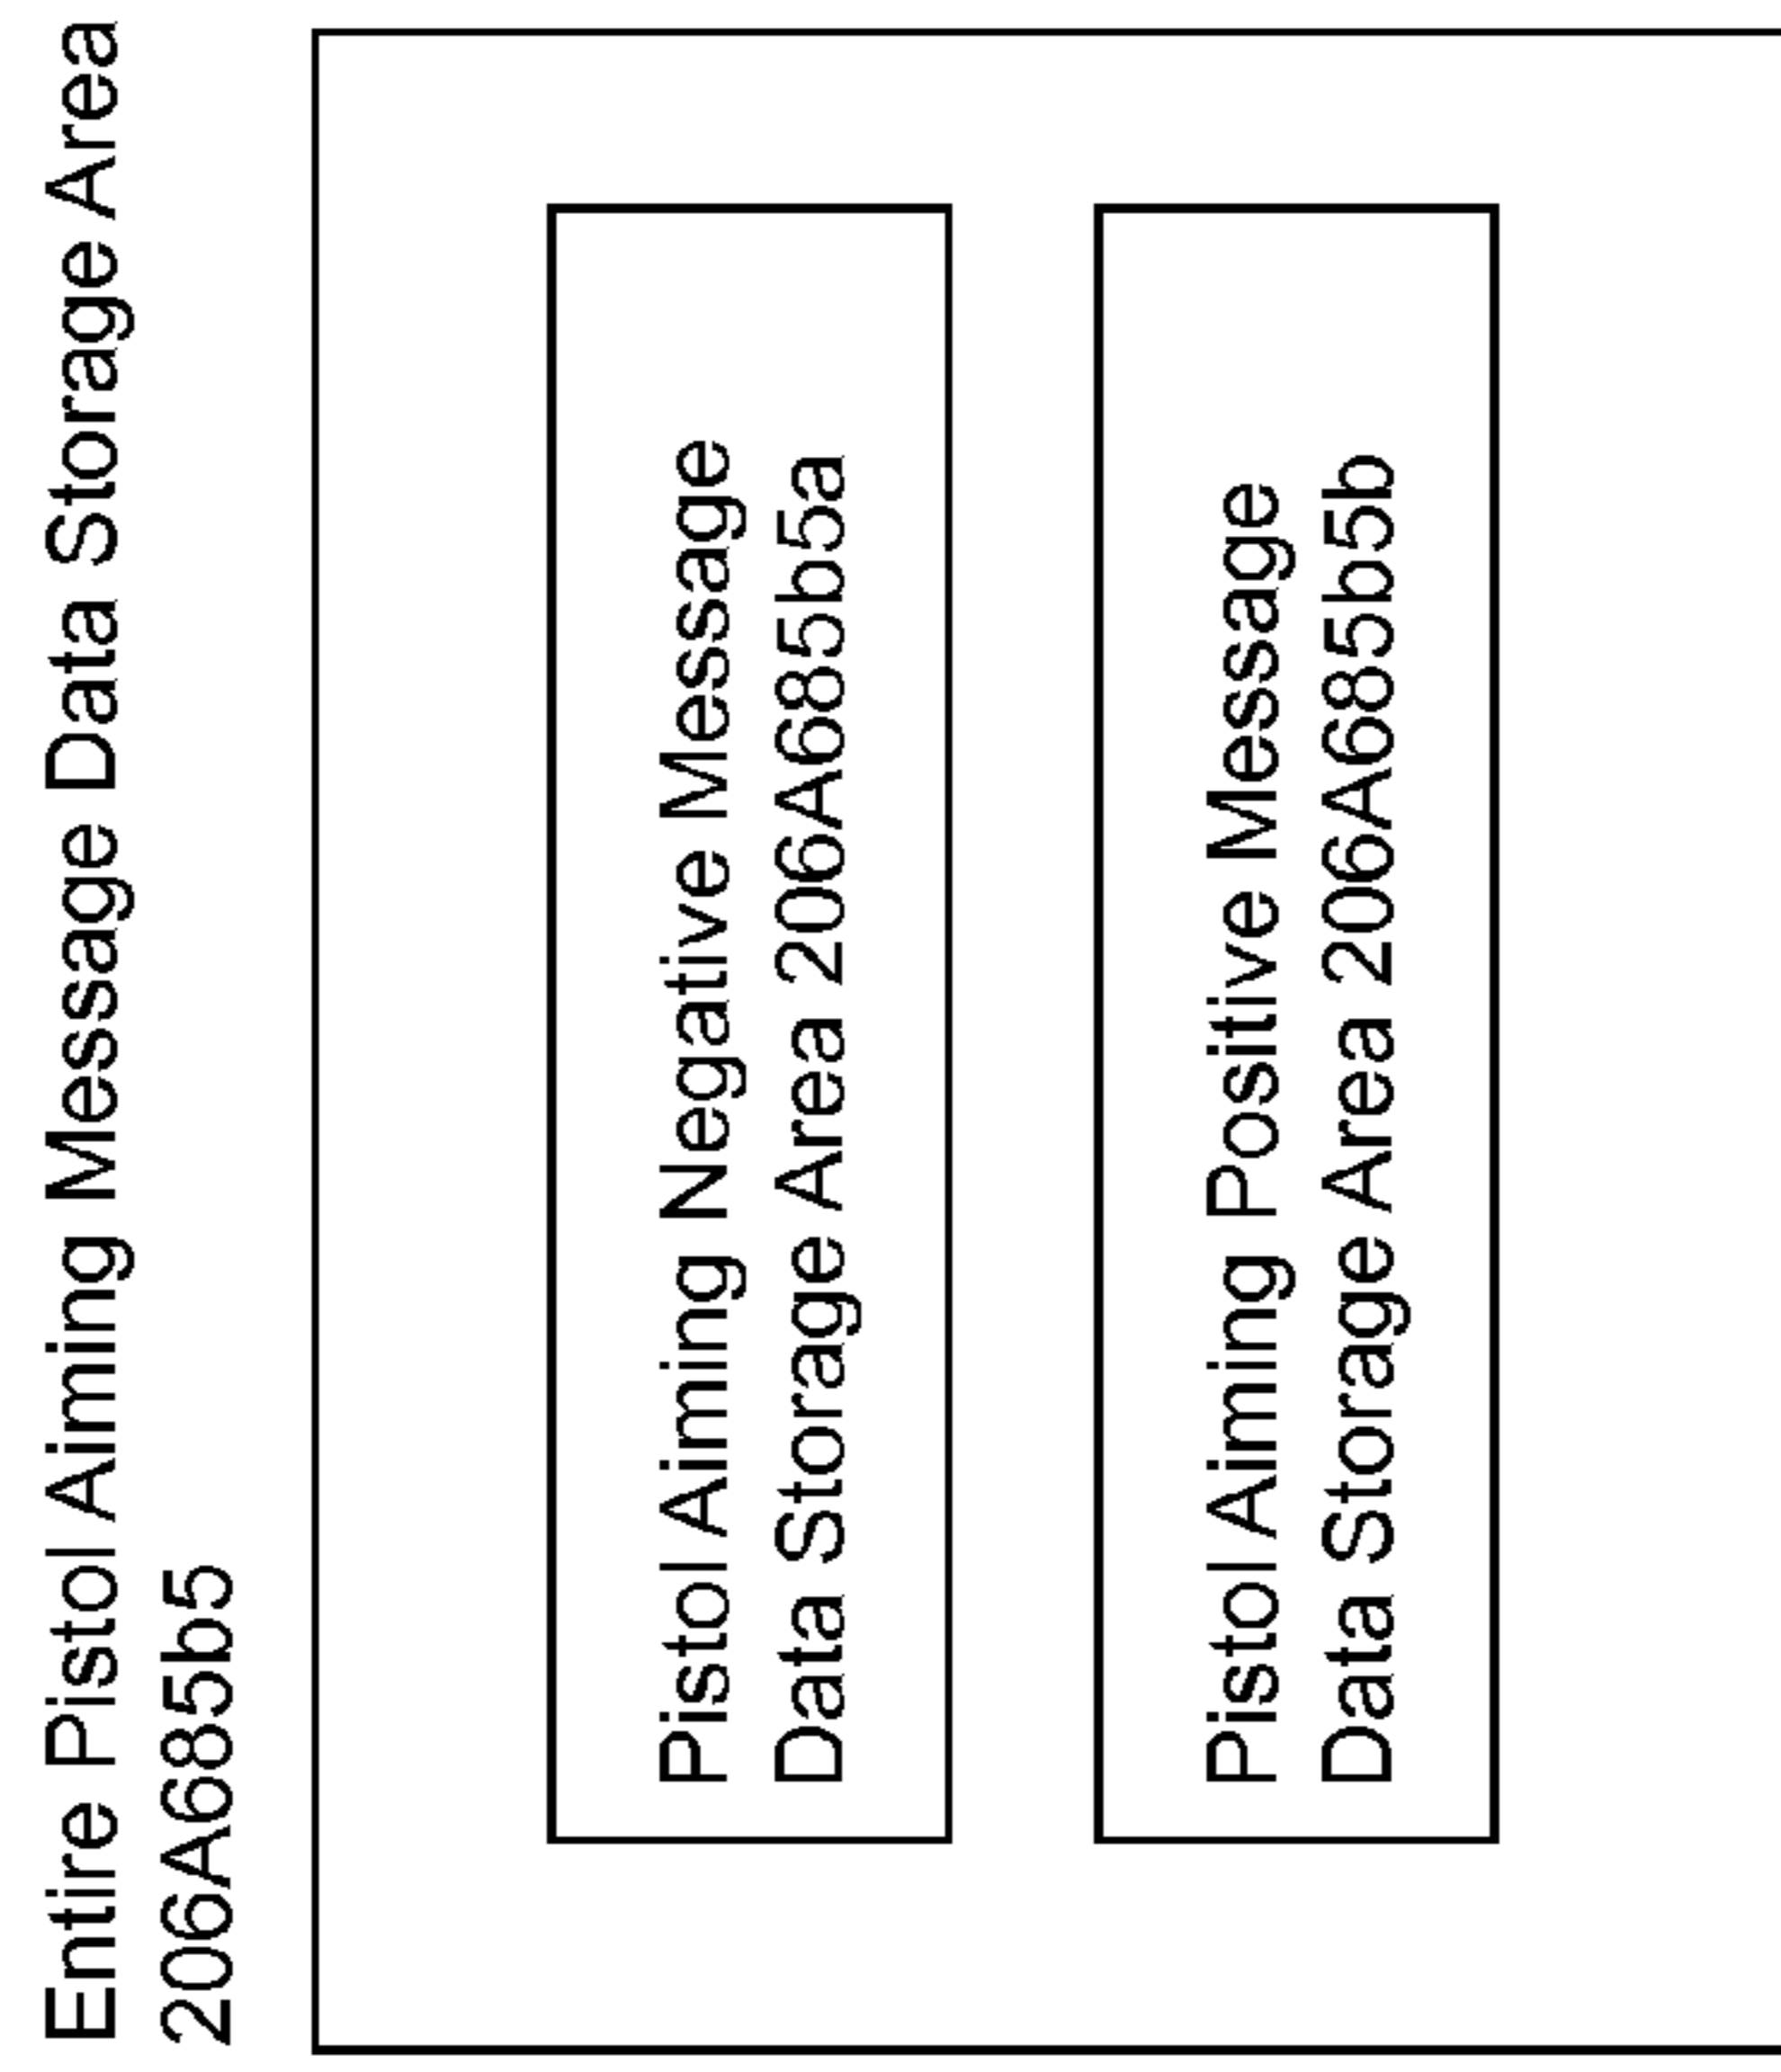 Entire Pistol Aiming Message Data Storage Area
206A685b5
Pistol Aiming Negative Message
Data Storage Area 206A685b5a
Pistol Aiming Positive Message
Data Storage Area 206A685b5b